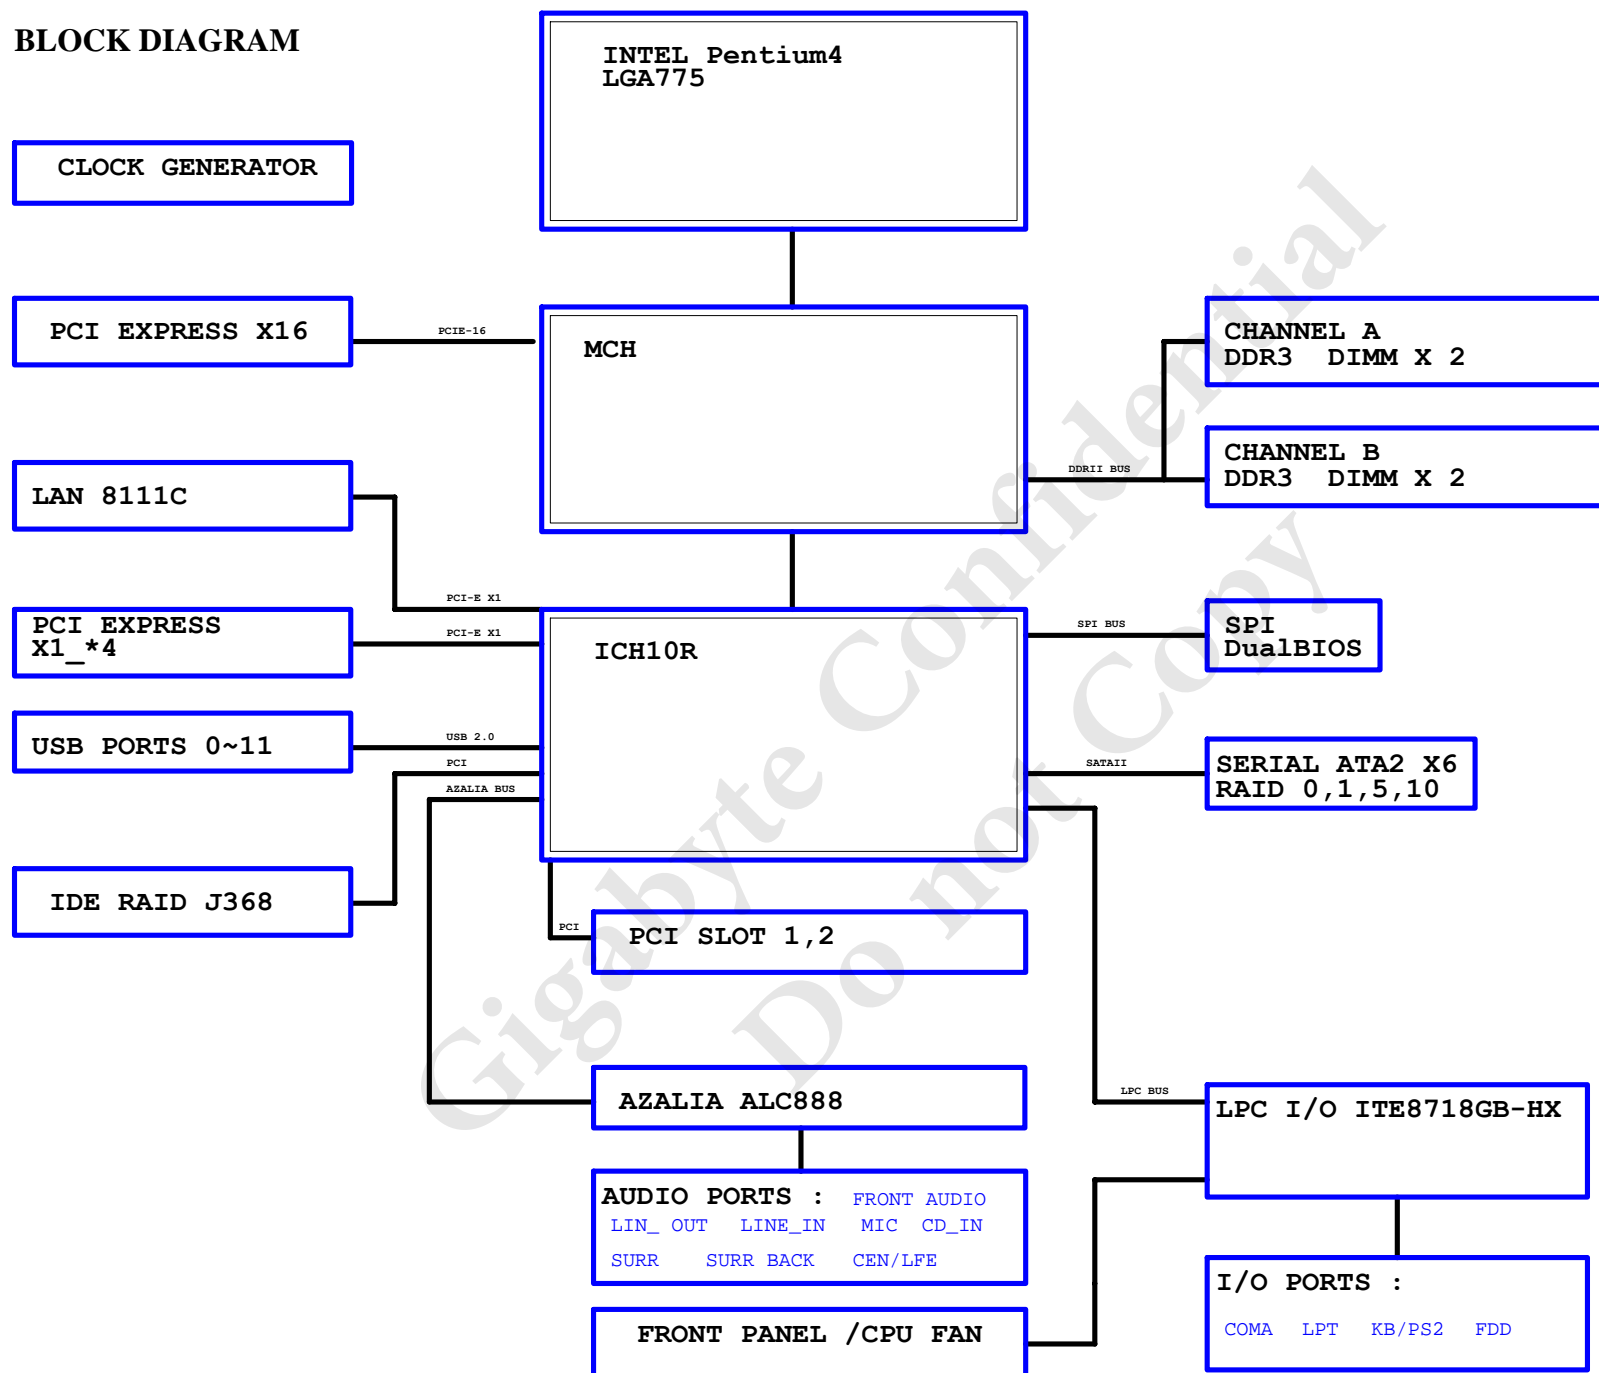 BLOCK DIAGRAM
INTEL Pentium4
LGA775
CLOCK GENERATOR
PCI EXPRESS X16
PCIE-16
MCH
CHANNEL A
DDR3 DIMM X 2
CHANNEL B
DDR3 DIMM X 2
DDRII BUS
LAN 8111C
PCI-E X1
PCI EXPRESS
X1_*4
PCI-E X1
ICH10R
SPI BUS
SPI
DualBIOS
USB PORTS 0~11
USB 2.0
PCI
AZALIA BUS
SATAII
SERIAL ATA2 X6
RAID 0,1,5,10
IDE RAID J368
PCI
PCI SLOT 1,2
AZALIA ALC888
LPC BUS
LPC I/O ITE8718GB-HX
AUDIO PORTS : FRONT AUDIO
LIN_ OUT LINE_IN MIC CD_IN
SURR SURR BACK CEN/LFE
I/O PORTS :
COMA LPT KB/PS2 FDD
FRONT PANEL /CPU FAN
Gigabyte Confidential
Do not Copy